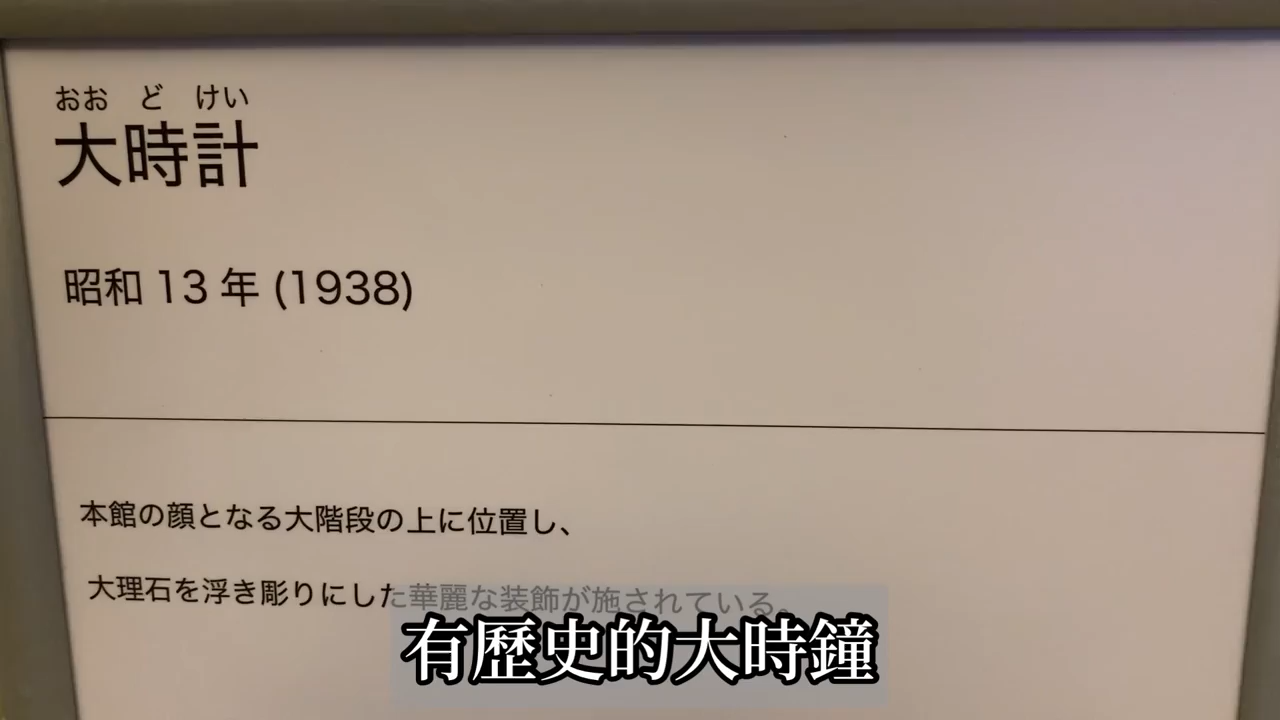 おお ど けい
大時計
昭和 13 年 (1938)
本館の顔となる大階段の上に位置し、
大理石を浮き彫りにした華麗な装飾が施されている。
有歷史的大時鐘